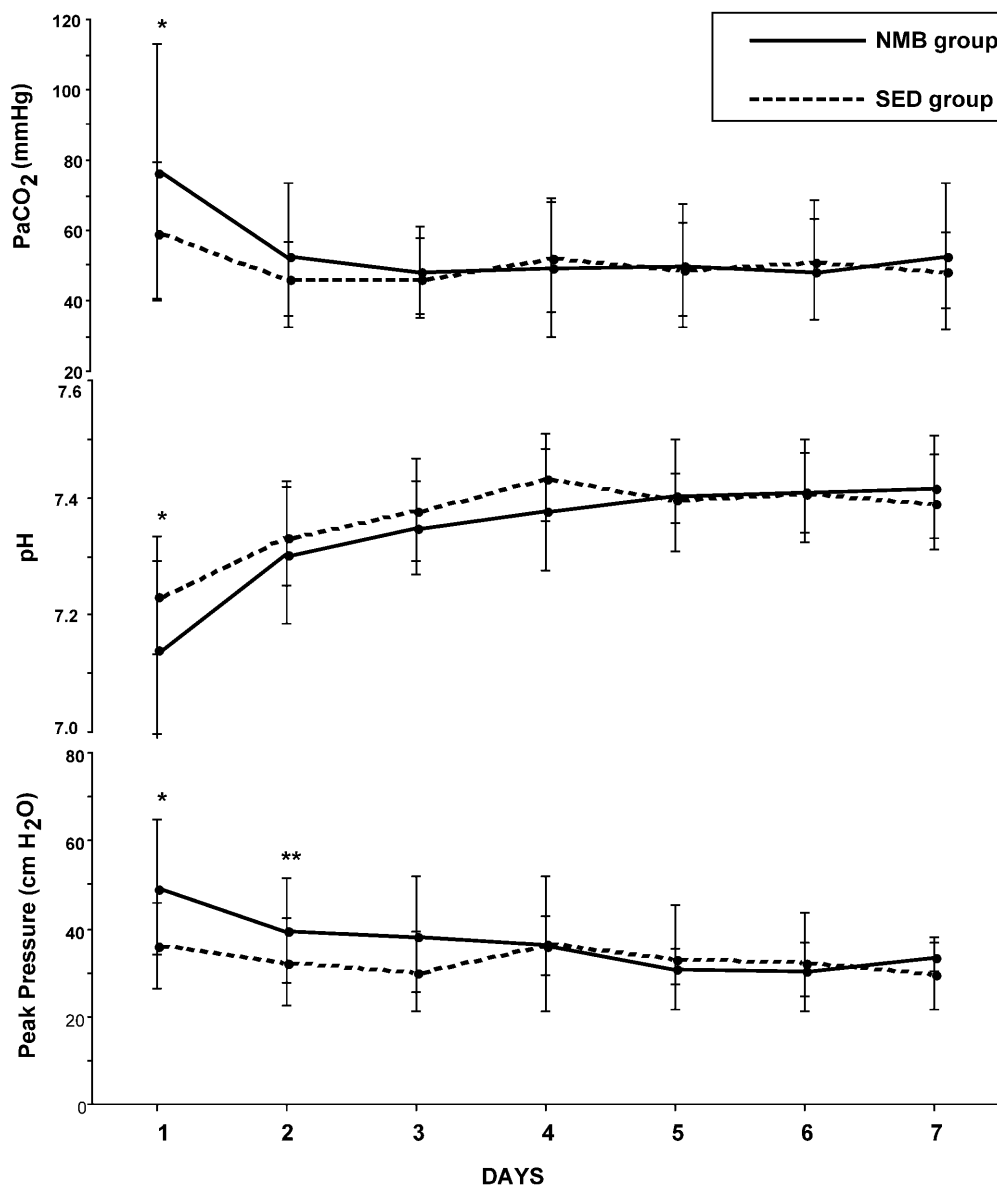 NMB group
SED group
*
120
100
80
60
40
20
PaCO2 (mmHg)
*
7.6
7.4
7.2
7.0
pH
*
**
80
60
40
20
0
Peak Pressure (cm H2O)
1 2 3 4 5 6 7
DAYS